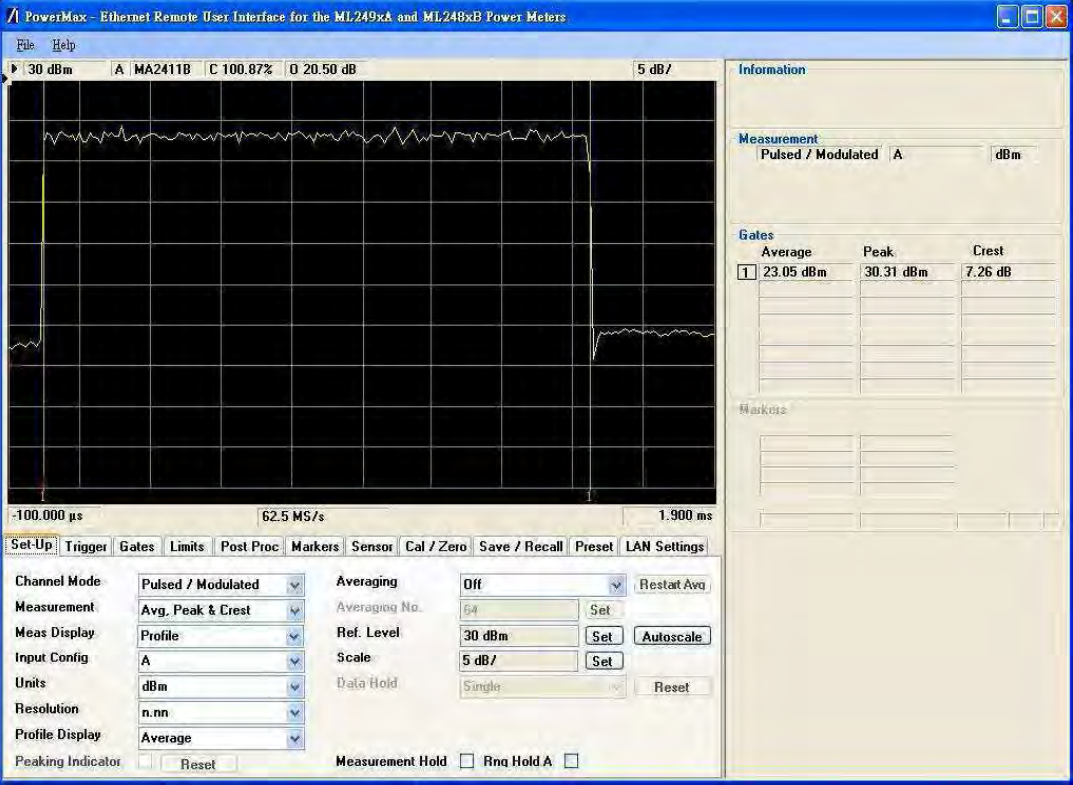 PowerMax - Ethernet Remote User Interface for the ML249xA and ML248xB Power Meters
File Help
30 dBm A MA2411B C 100.87% O 20.50 dB 5 dB/
1 1
-100.000 µs 62.5 MS/s 1.900 ms
Information
Measurement
Pulsed / Modulated A dBm
Gates
Average Peak Crest
1 23.05 dBm 30.31 dBm 7.26 dB
Markers
Set-Up Trigger Gates Limits Post Proc Markers Sensor Cal / Zero Save / Recall Preset LAN Settings
Channel Mode Pulsed / Modulated Averaging Off Restart Avg
Measurement Avg, Peak & Crest Averaging No. 64 Set
Meas Display Profile Ref. Level 30 dBm Set Autoscale
Input Config A Scale 5 dB/ Set
Units dBm Data Hold Single Reset
Resolution n.nn
Profile Display Average
Peaking Indicator Reset Measurement Hold Rng Hold A